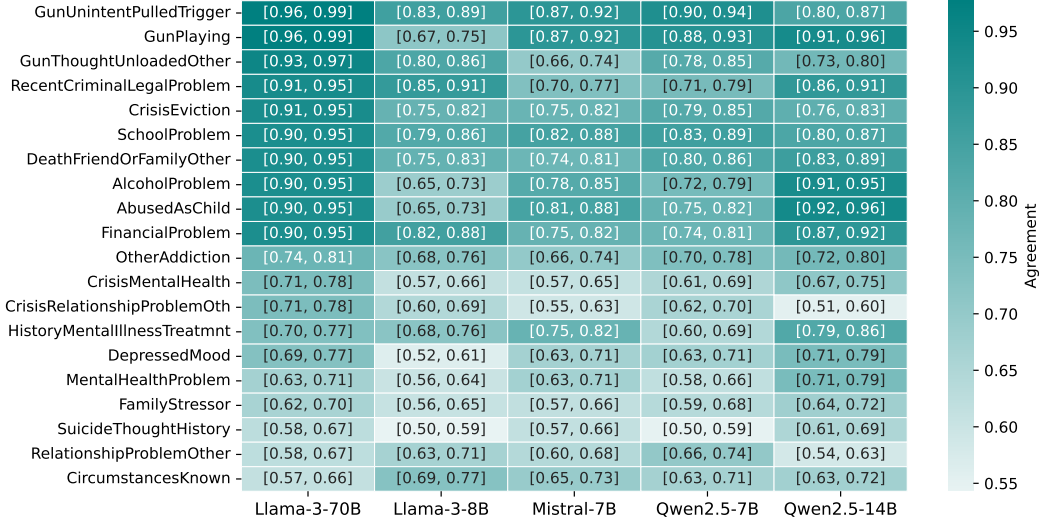 GunUnintentPulledTrigger [0.96, 0.99] [0.83, 0.89] [0.87, 0.92] [0.90, 0.94] [0.80, 0.87]
GunPlaying [0.96, 0.99] [0.67, 0.75] [0.87, 0.92] [0.88, 0.93] [0.91, 0.96]
GunThoughtUnloadedOther [0.93, 0.97] [0.80, 0.86] [0.66, 0.74] [0.78, 0.85] [0.73, 0.80]
RecentCriminalLegalProblem [0.91, 0.95] [0.85, 0.91] [0.70, 0.77] [0.71, 0.79] [0.86, 0.91]
CrisisEviction [0.91, 0.95] [0.75, 0.82] [0.75, 0.82] [0.79, 0.85] [0.76, 0.83]
SchoolProblem [0.90, 0.95] [0.79, 0.86] [0.82, 0.88] [0.83, 0.89] [0.80, 0.87]
DeathFriendOrFamilyOther [0.90, 0.95] [0.75, 0.83] [0.74, 0.81] [0.80, 0.86] [0.83, 0.89]
AlcoholProblem [0.90, 0.95] [0.65, 0.73] [0.78, 0.85] [0.72, 0.79] [0.91, 0.95]
AbusedAsChild [0.90, 0.95] [0.65, 0.73] [0.81, 0.88] [0.75, 0.82] [0.92, 0.96]
FinancialProblem [0.90, 0.95] [0.82, 0.88] [0.75, 0.82] [0.74, 0.81] [0.87, 0.92]
OtherAddiction [0.74, 0.81] [0.68, 0.76] [0.66, 0.74] [0.70, 0.78] [0.72, 0.80]
CrisisMentalHealth [0.71, 0.78] [0.57, 0.66] [0.57, 0.65] [0.61, 0.69] [0.67, 0.75]
CrisisRelationshipProblemOth [0.71, 0.78] [0.60, 0.69] [0.55, 0.63] [0.62, 0.70] [0.51, 0.60]
HistoryMentalIllnessTreatmnt [0.70, 0.77] [0.68, 0.76] [0.75, 0.82] [0.60, 0.69] [0.79, 0.86]
DepressedMood [0.69, 0.77] [0.52, 0.61] [0.63, 0.71] [0.63, 0.71] [0.71, 0.79]
MentalHealthProblem [0.63, 0.71] [0.56, 0.64] [0.63, 0.71] [0.58, 0.66] [0.71, 0.79]
FamilyStressor [0.62, 0.70] [0.56, 0.65] [0.57, 0.66] [0.59, 0.68] [0.64, 0.72]
SuicideThoughtHistory [0.58, 0.67] [0.50, 0.59] [0.57, 0.66] [0.50, 0.59] [0.61, 0.69]
RelationshipProblemOther [0.58, 0.67] [0.63, 0.71] [0.60, 0.68] [0.66, 0.74] [0.54, 0.63]
CircumstancesKnown [0.57, 0.66] [0.69, 0.77] [0.65, 0.73] [0.63, 0.71] [0.63, 0.72]
Llama-3-70B Llama-3-8B Mistral-7B Qwen2.5-7B Qwen2.5-14B
0.95
0.90
0.85
0.80
0.75
0.70
0.65
0.60
0.55
Agreement